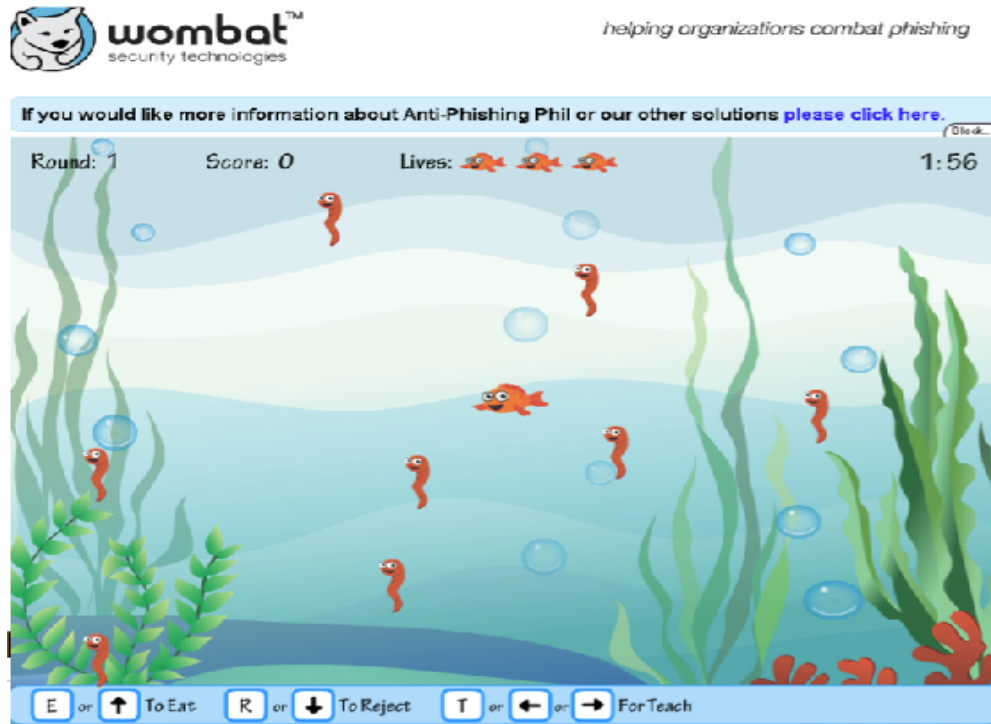 wombat™
security technologies
helping organizations combat phishing
If you would like more information about Anti-Phishing Phil or our other solutions please click here.
Round: 1 Score: 0 Lives: 1:56
E or ↑ To Eat R or ↓ To Reject T or ← or → For Teach